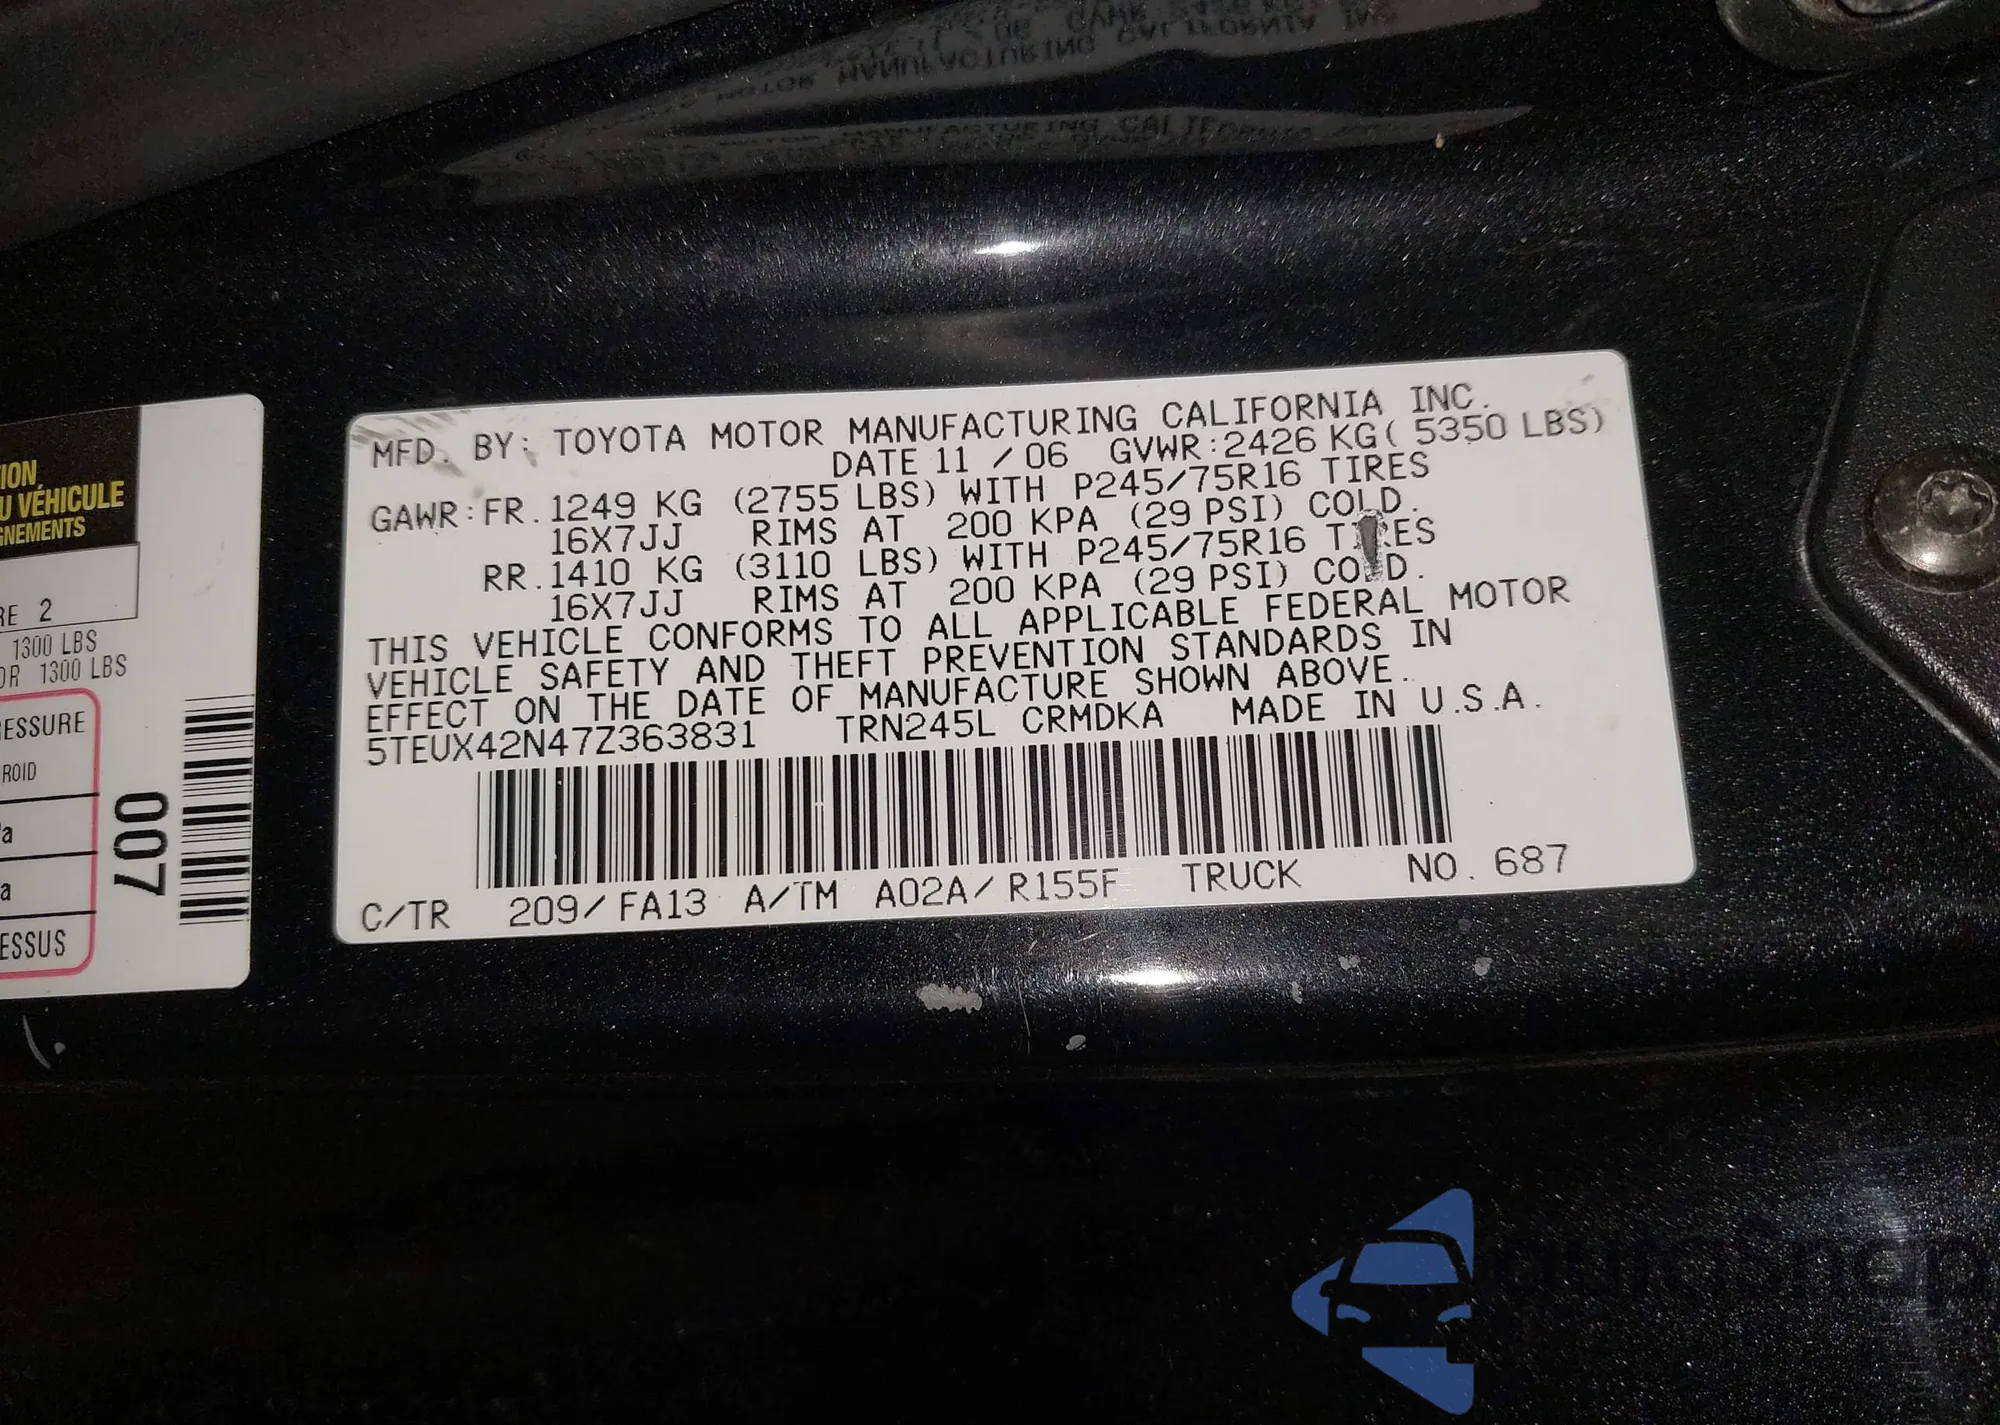 MFD. BY: TOYOTA MOTOR MANUFACTURING CALIFORNIA INC.
DATE 11 / 06 GVWR:2426 KG( 5350 LBS)
GAWR:FR. 1249 KG (2755 LBS) WITH P245/75R16 TIRES
16X7JJ RIMS AT 200 KPA (29 PSI) COLD.
RR. 1410 KG (3110 LBS) WITH P245/75R16 TIRES
16X7JJ RIMS AT 200 KPA (29 PSI) COLD.
THIS VEHICLE CONFORMS TO ALL APPLICABLE FEDERAL MOTOR
VEHICLE SAFETY AND THEFT PREVENTION STANDARDS IN
EFFECT ON THE DATE OF MANUFACTURE SHOWN ABOVE.
5TEUX42N47Z363831 TRN245L CRMDKA MADE IN U.S.A.
C/TR 209/FA13 A/TM A02A/R155F TRUCK NO. 687
U VÉHICULE
2
1300 LBS
1300 LBS
007